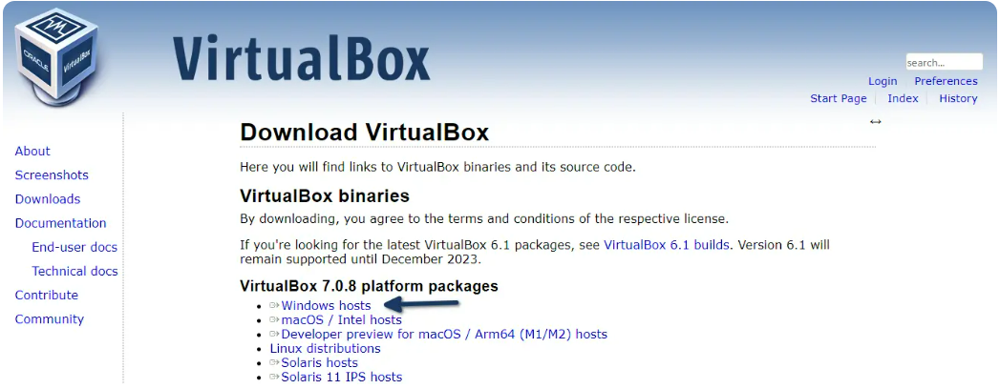 ORACLE
VirtualBox
VirtualBox
search...
Login
Preferences
Start Page
Index
History
Download VirtualBox
Here you will find links to VirtualBox binaries and its source code.
VirtualBox binaries
By downloading, you agree to the terms and conditions of the respective license.
If you're looking for the latest VirtualBox 6.1 packages, see VirtualBox 6.1 builds. Version 6.1 will
remain supported until December 2023.
VirtualBox 7.0.8 platform packages
Windows hosts
macOS / Intel hosts
Developer preview for macOS / Arm64 (M1/M2) hosts
Linux distributions
Solaris hosts
Solaris 11 IPS hosts
About
Screenshots
Downloads
Documentation
End-user docs
Technical docs
Contribute
Community